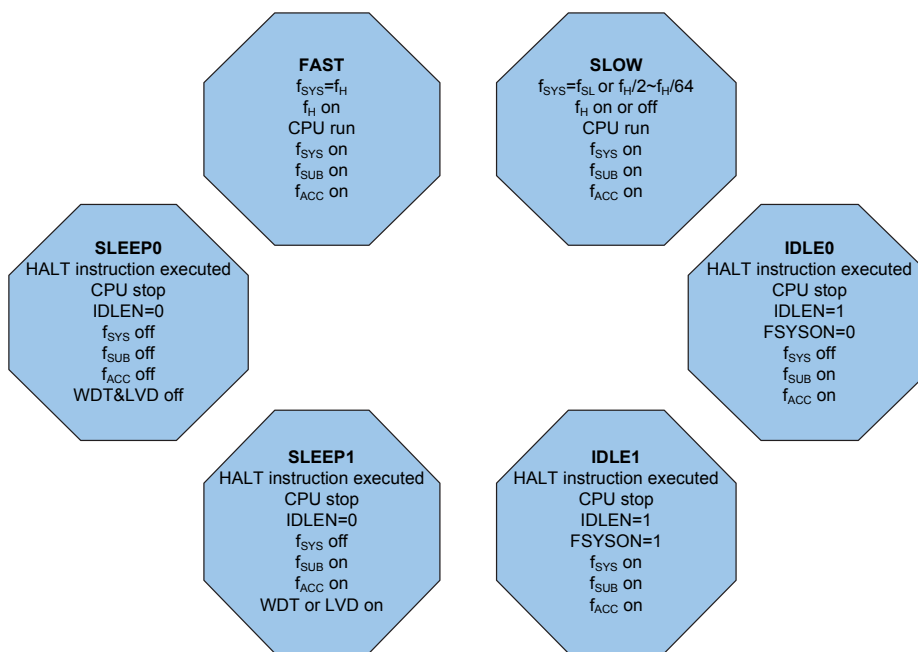 FAST
fSYS=fH
fH on
CPU run
fSYS on
fSUB on
fACC on
SLOW
fSYS=fSL or fH/2~fH/64
fH on or off
CPU run
fSYS on
fSUB on
fACC on
SLEEP0
HALT instruction executed
CPU stop
IDLEN=0
fSYS off
fSUB off
fACC off
WDT&LVD off
IDLE0
HALT instruction executed
CPU stop
IDLEN=1
FSYSON=0
fSYS off
fSUB on
fACC on
SLEEP1
HALT instruction executed
CPU stop
IDLEN=0
fSYS off
fSUB on
fACC on
WDT or LVD on
IDLE1
HALT instruction executed
CPU stop
IDLEN=1
FSYSON=1
fSYS on
fSUB on
fACC on